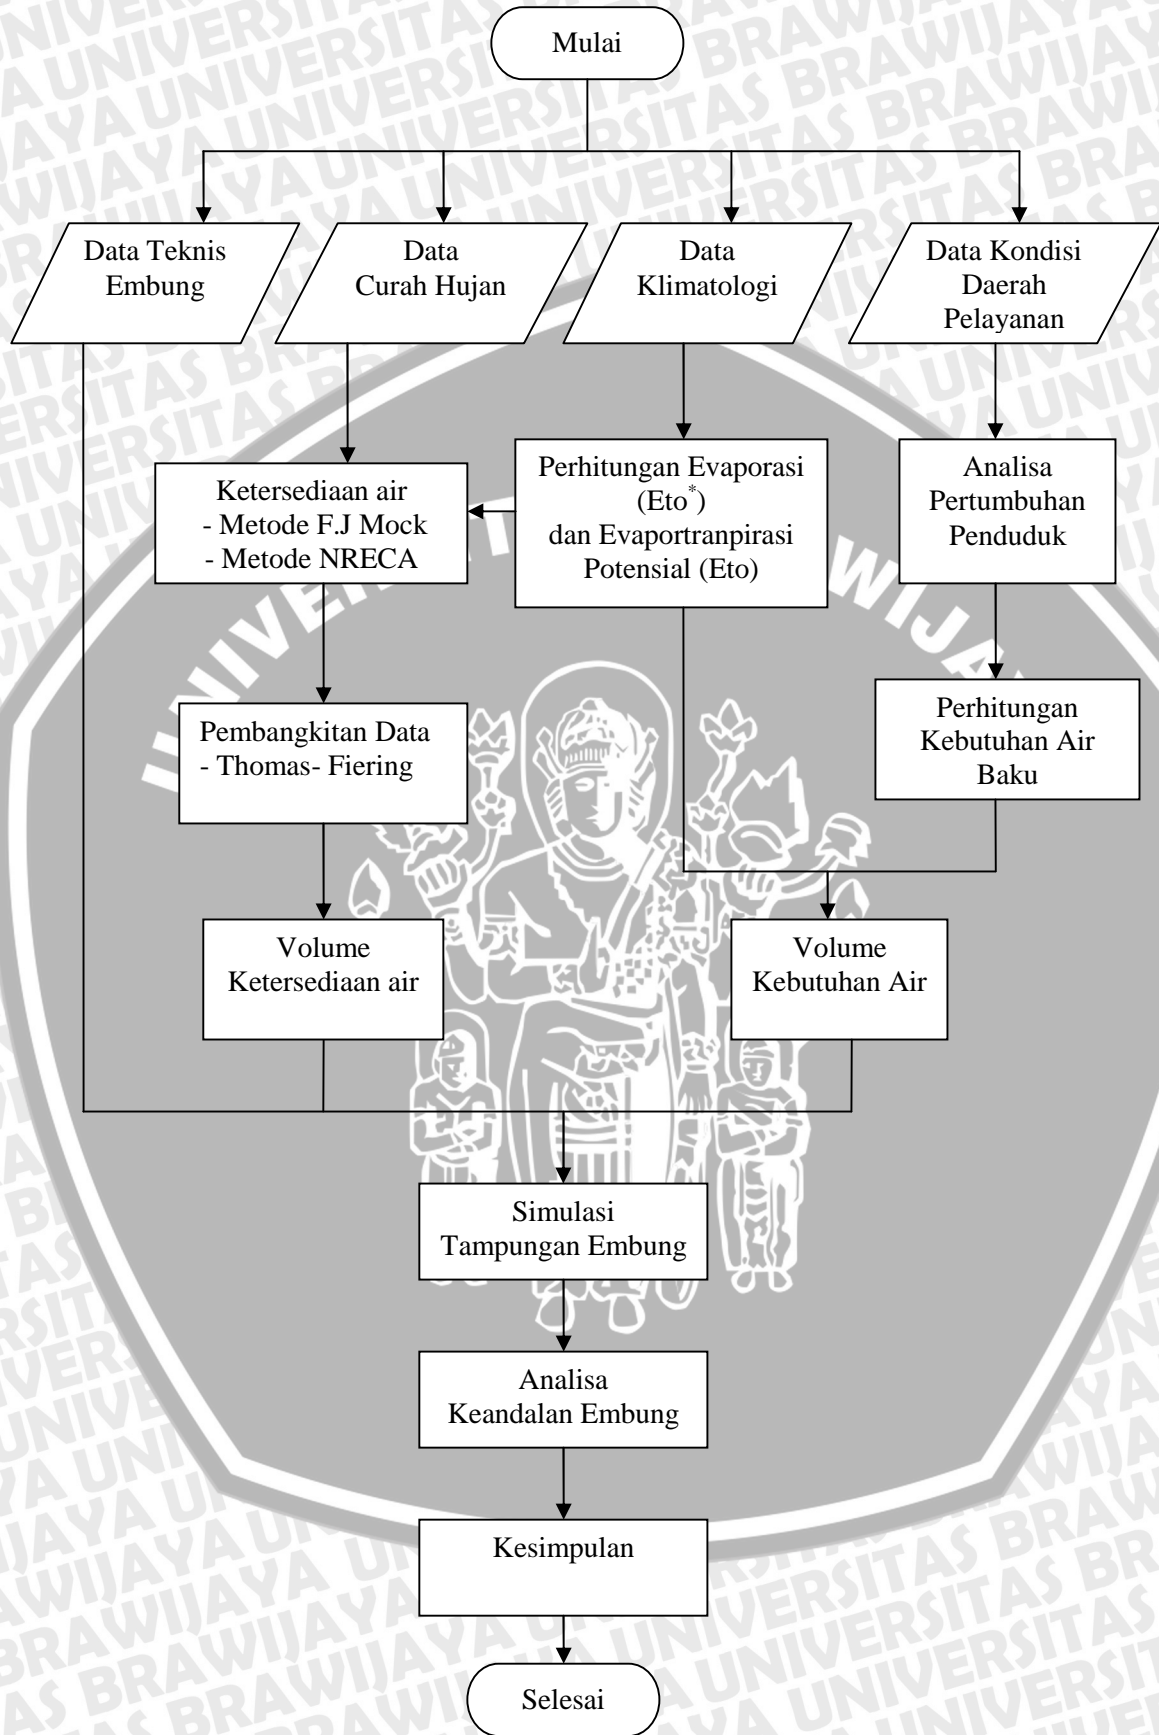 Mulai
Data Teknis
Embung
Data
Curah Hujan
Data
Klimatologi
Data Kondisi
Daerah
Pelayanan
Ketersediaan air
- Metode F.J Mock
- Metode NRECA
Perhitungan Evaporasi
(Eto*)
dan Evaportranpirasi
Potensial (Eto)
Analisa
Pertumbuhan
Penduduk
Pembangkitan Data
- Thomas- Fiering
Perhitungan
Kebutuhan Air
Baku
Volume
Ketersediaan air
Volume
Kebutuhan Air
Simulasi
Tampungan Embung
Analisa
Keandalan Embung
Kesimpulan
Selesai